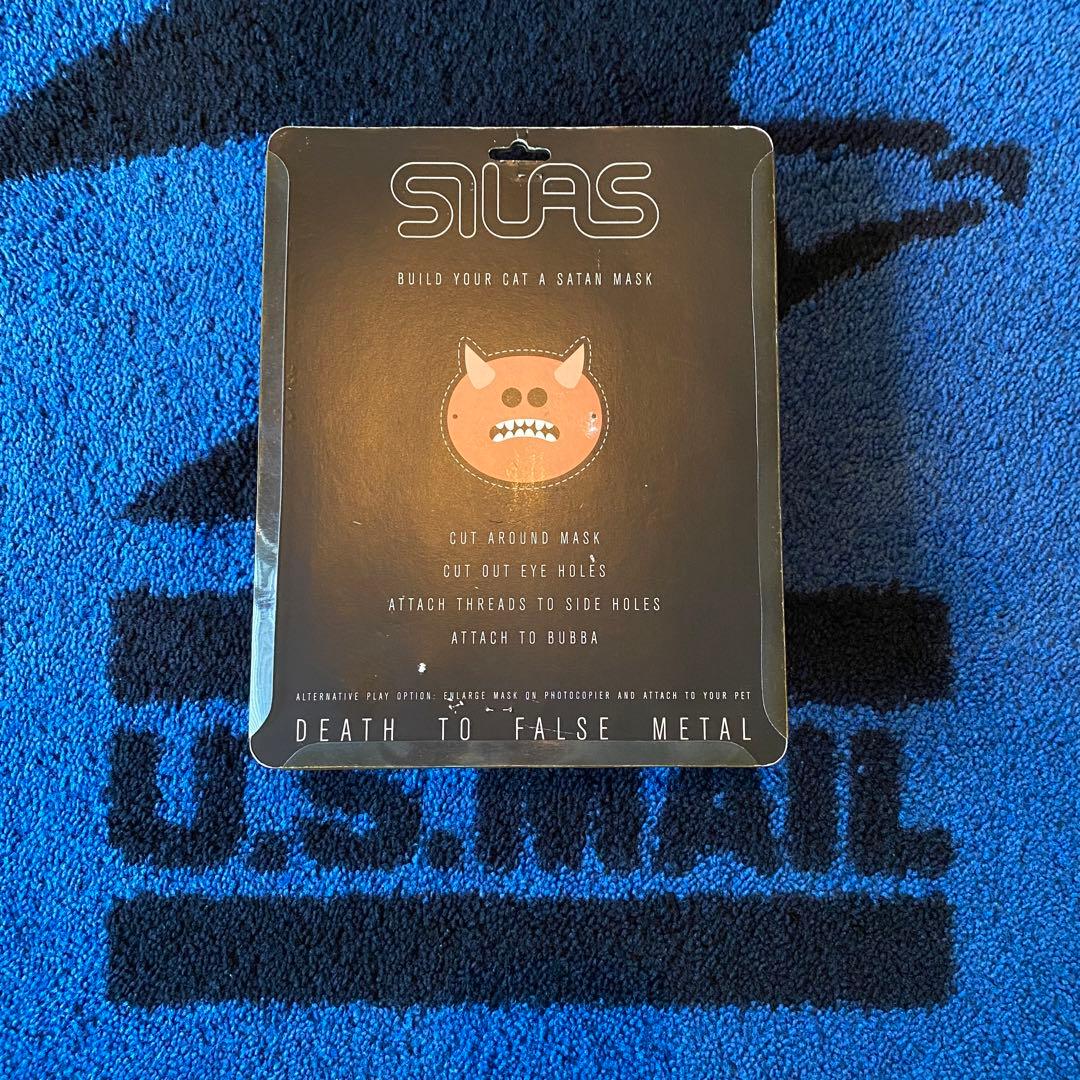 SILAS
BUILD YOUR CAT A SATAN MASK
CUT AROUND MASK
CUT OUT EYE HOLES
ATTACH THREADS TO SIDE HOLES
ATTACH TO BUBBA
ALTERNATIVE PLAY OPTION: ENLARGE MASK ON PHOTOCOPIER AND ATTACH TO YOUR PET
DEATH TO FALSE METAL
U.S.MAIL